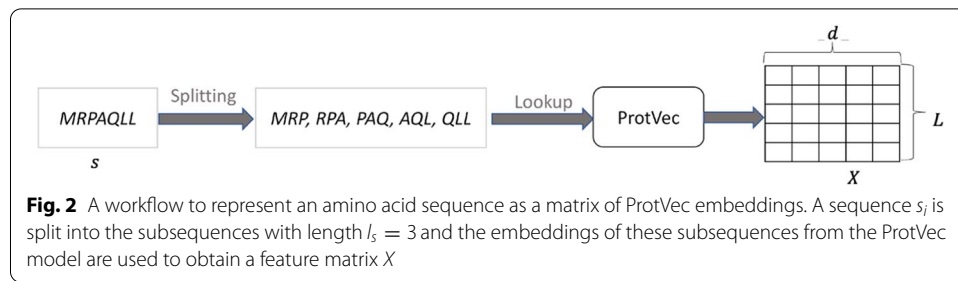 d
Splitting
Lookup
MRPAQLL
MRP, RPA, PAQ, AQL, QLL
ProtVec
L
s
X
Fig. 2 A workflow to represent an amino acid sequence as a matrix of ProtVec embeddings. A sequence sᵢ is
split into the subsequences with length lₛ = 3 and the embeddings of these subsequences from the ProtVec
model are used to obtain a feature matrix X